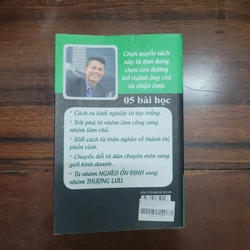 Chọn quyển sách
này là bạn đang
chọn con đường
trở thành ông chủ
và nhận được
05 bài học
* Cách ra khởi nghiệp từ tay trắng.
* Bứt phá từ nhóm làm công sang
nhóm làm chủ.
* Biết cách từ thôn nghèo về thành thị
phồn vinh.
* Chuyển đổi từ dân chuyên môn sang
giới kinh doanh.
* Từ nhóm NGHÈO ỔN ĐỊNH sang
nhóm THƯỢNG LƯU.